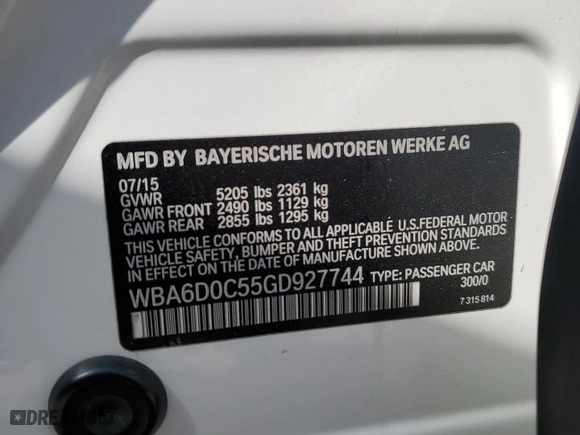 MFD BY BAYERISCHE MOTOREN WERKE AG
07/15
GVWR 5205 lbs 2361 kg
GAWR FRONT 2490 lbs 1129 kg
GAWR REAR 2855 lbs 1295 kg
THIS VEHICLE CONFORMS TO ALL APPLICABLE U.S.FEDERAL MOTOR
VEHICLE SAFETY, BUMPER AND THEFT PREVENTION STANDARDS
IN EFFECT ON THE DATE OF MANUFACTURE SHOWN ABOVE.
WBA6D0C55GD927744 TYPE: PASSENGER CAR
300/0
7 315 814